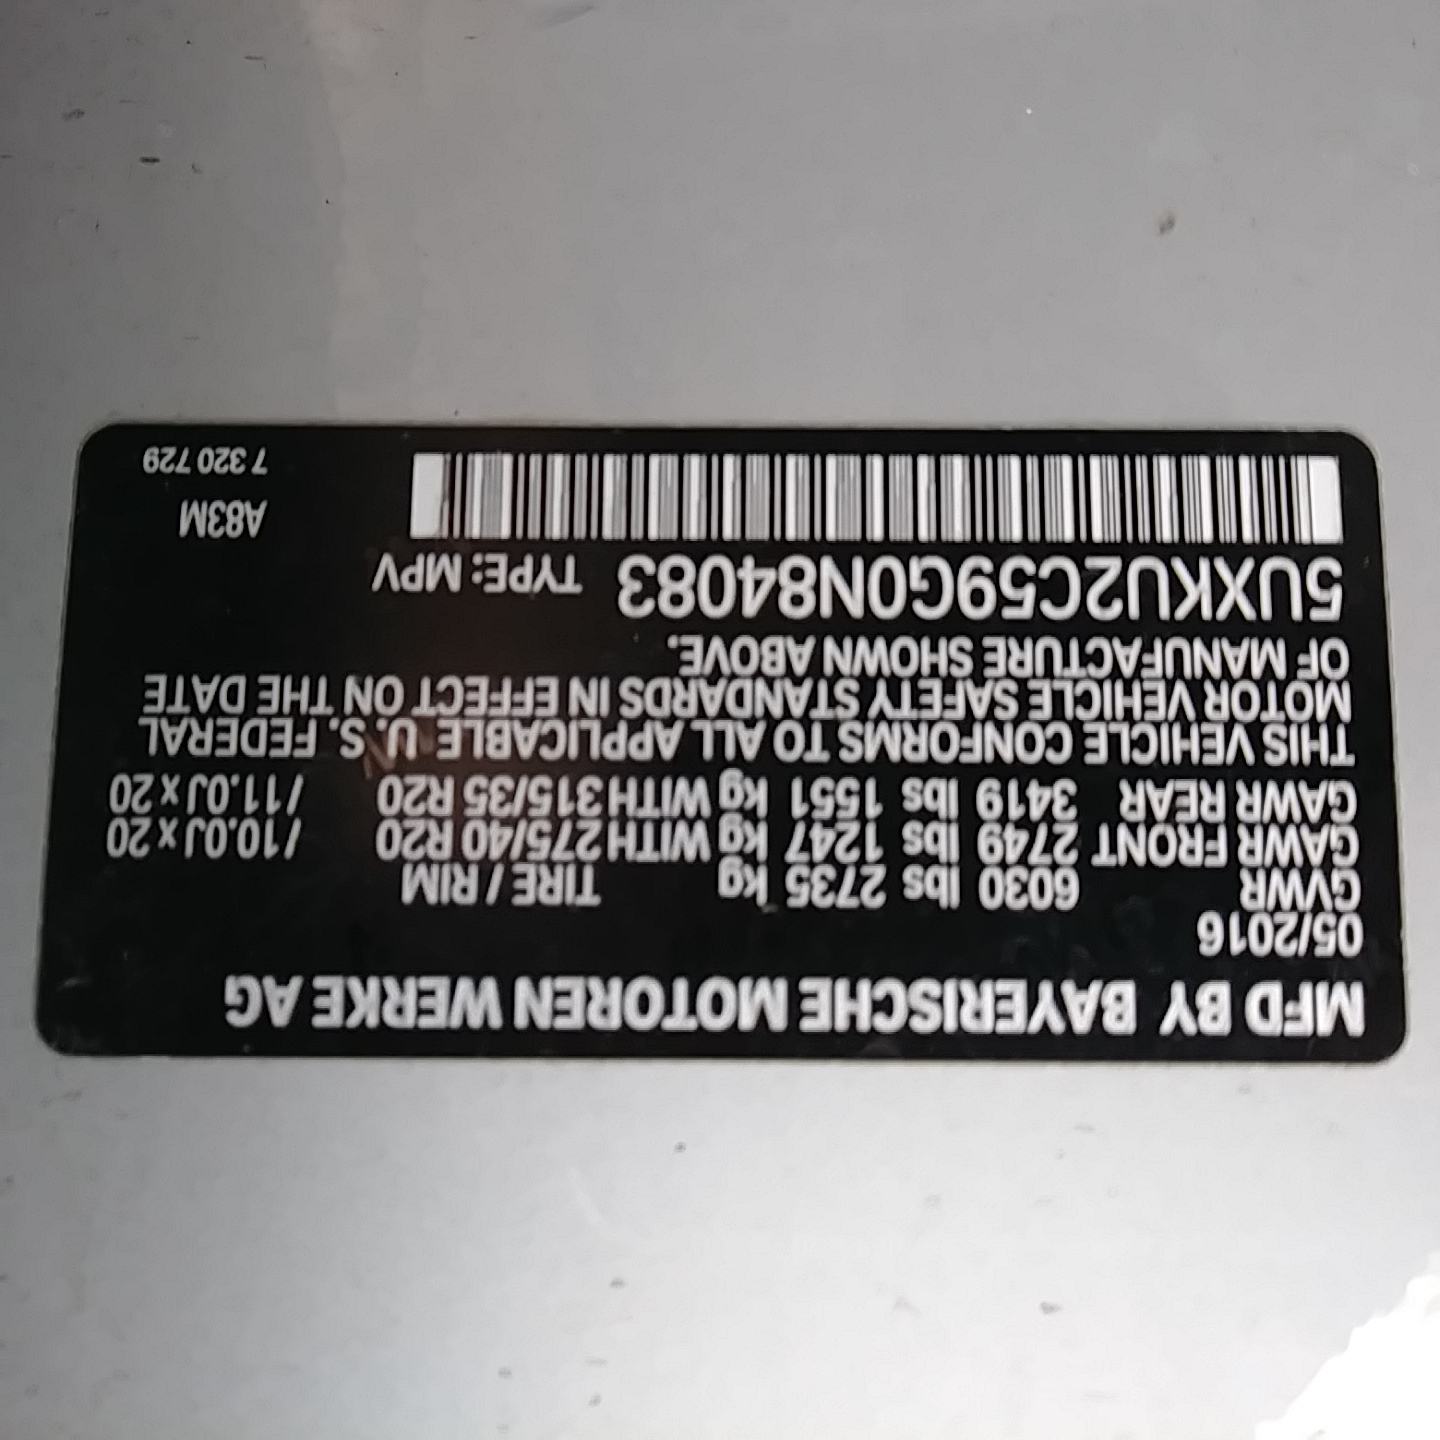 MFD BY BAYERISCHE MOTOREN WERKE AG
05/2016
GVWR 6030 lbs 2735 kg TIRE / RIM
GAWR FRONT 2749 lbs 1247 kg WITH 275/40 R20 /10.0J x 20
GAWR REAR 3419 lbs 1551 kg WITH 315/35 R20 /11.0J x 20
THIS VEHICLE CONFORMS TO ALL APPLICABLE U.S. FEDERAL
MOTOR VEHICLE SAFETY STANDARDS IN EFFECT ON THE DATE
OF MANUFACTURE SHOWN ABOVE.
5UXKU2C59G0N84083 TYPE: MPV
A83M
7 320 729